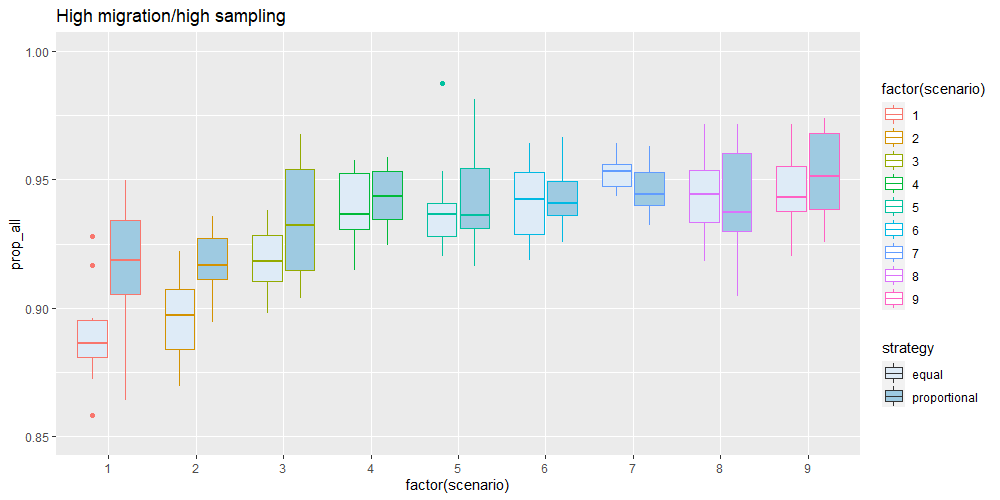 High migration/high sampling
prop_all
1.00
0.95
0.90
0.85
1 2 3 4 5 6 7 8 9
factor(scenario)
factor(scenario)
1
2
3
4
5
6
7
8
9
strategy
equal
proportional